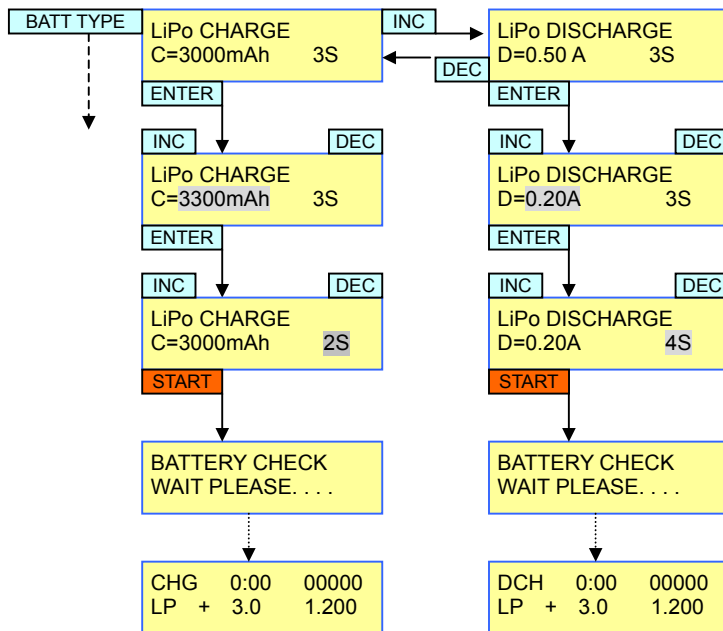 BATT TYPE
LiPo CHARGE
C=3000mAh 3S
INC
DEC
LiPo DISCHARGE
D=0.50 A 3S
ENTER
ENTER
INC DEC
LiPo CHARGE
C=3300mAh 3S
ENTER
INC DEC
LiPo DISCHARGE
D=0.20A 3S
ENTER
INC DEC
LiPo CHARGE
C=3000mAh 2S
START
INC DEC
LiPo DISCHARGE
D=0.20A 4S
START
BATTERY CHECK
WAIT PLEASE. . . .
BATTERY CHECK
WAIT PLEASE. . . .
CHG 0:00 00000
LP + 3.0 1.200
DCH 0:00 00000
LP + 3.0 1.200